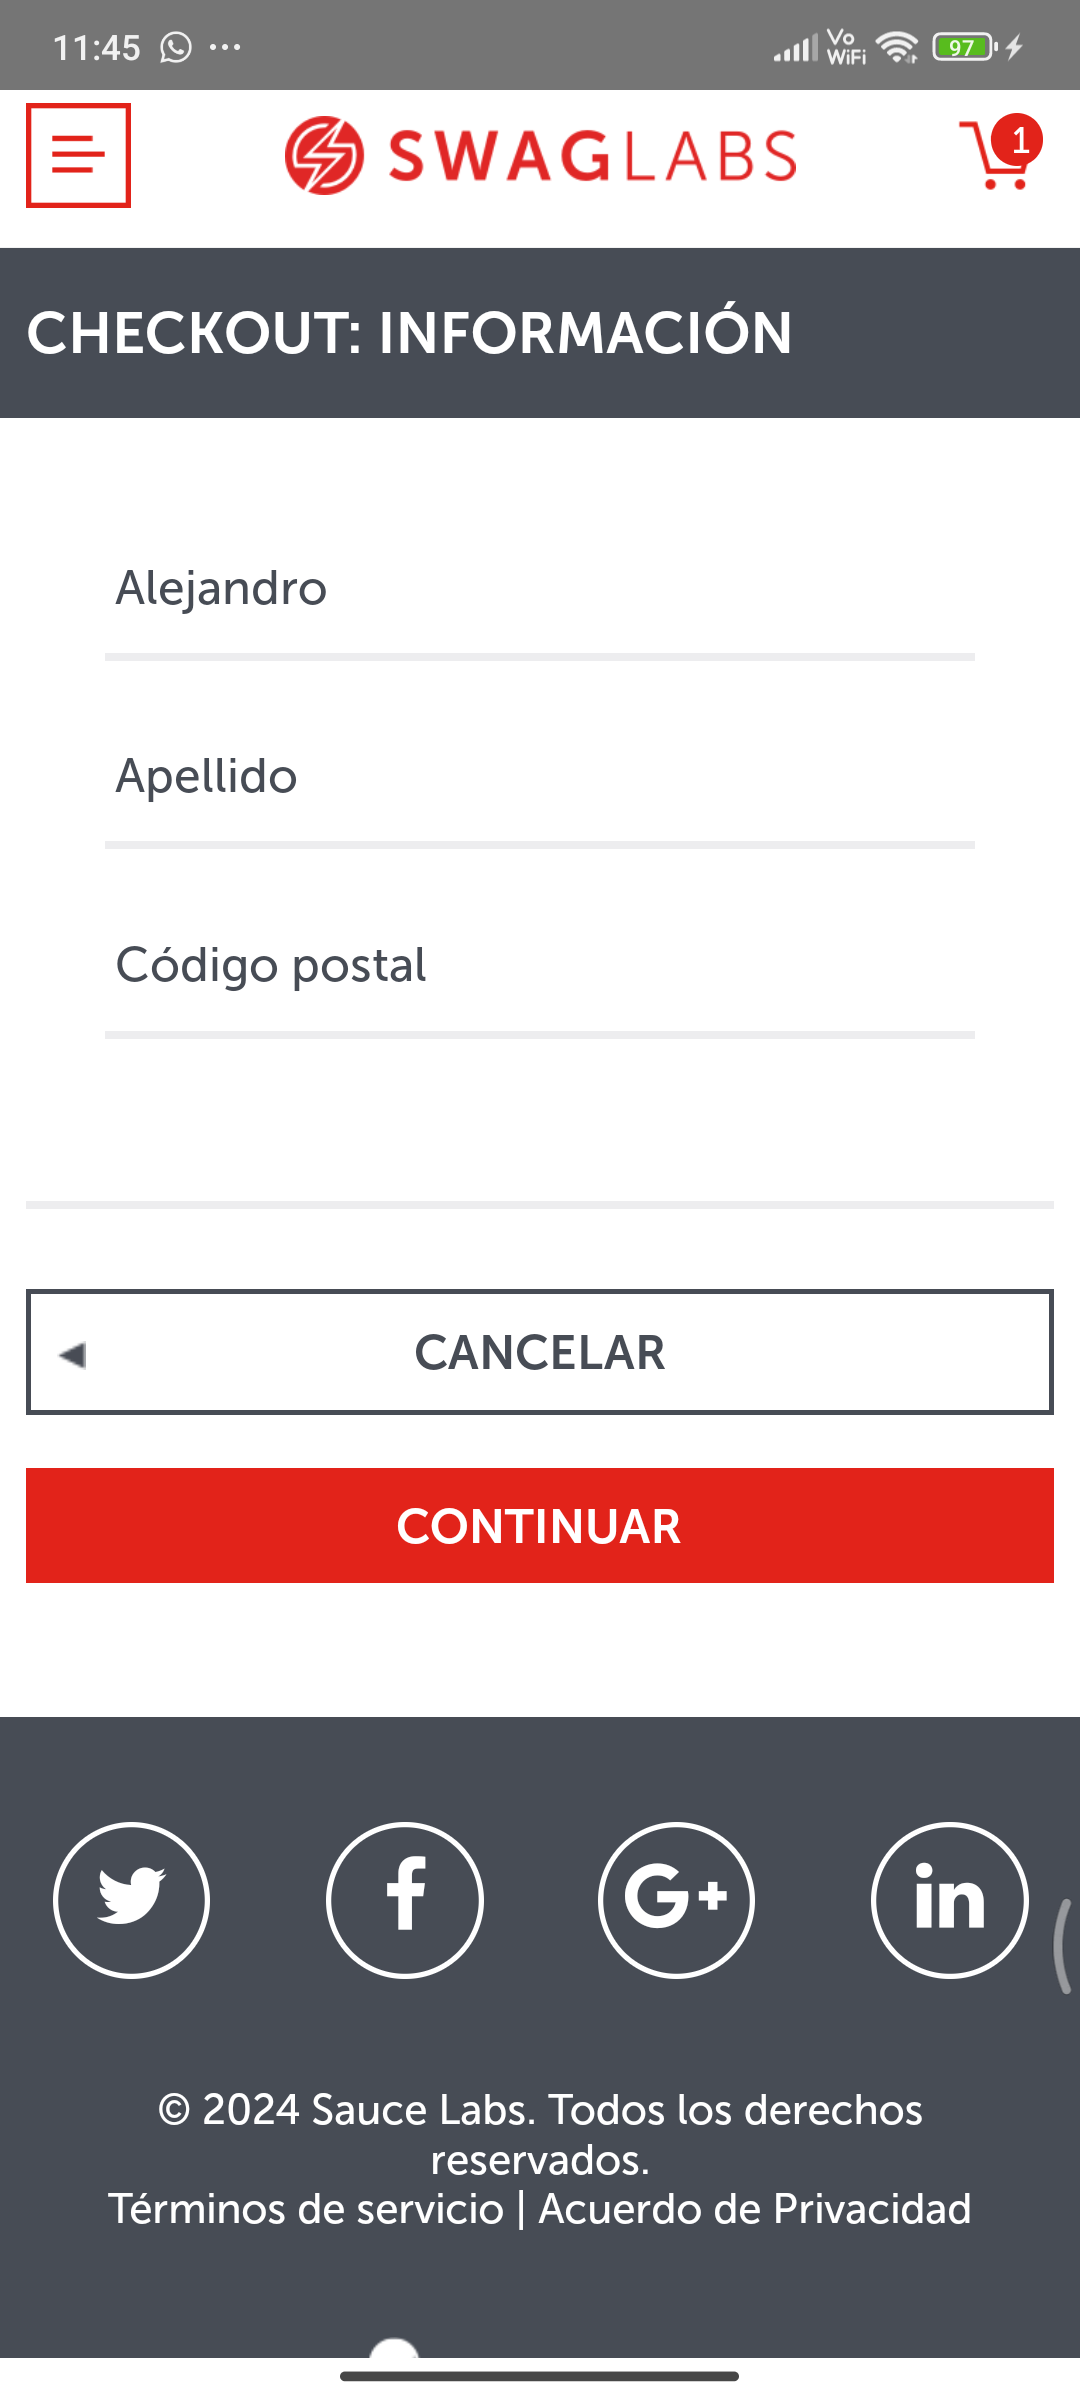 11:45
Vo
WiFi
97
SWAGLABS
1
CHECKOUT: INFORMACIÓN
Alejandro
Apellido
Código postal
CANCELAR
CONTINUAR
© 2024 Sauce Labs. Todos los derechos
reservados.
Términos de servicio | Acuerdo de Privacidad